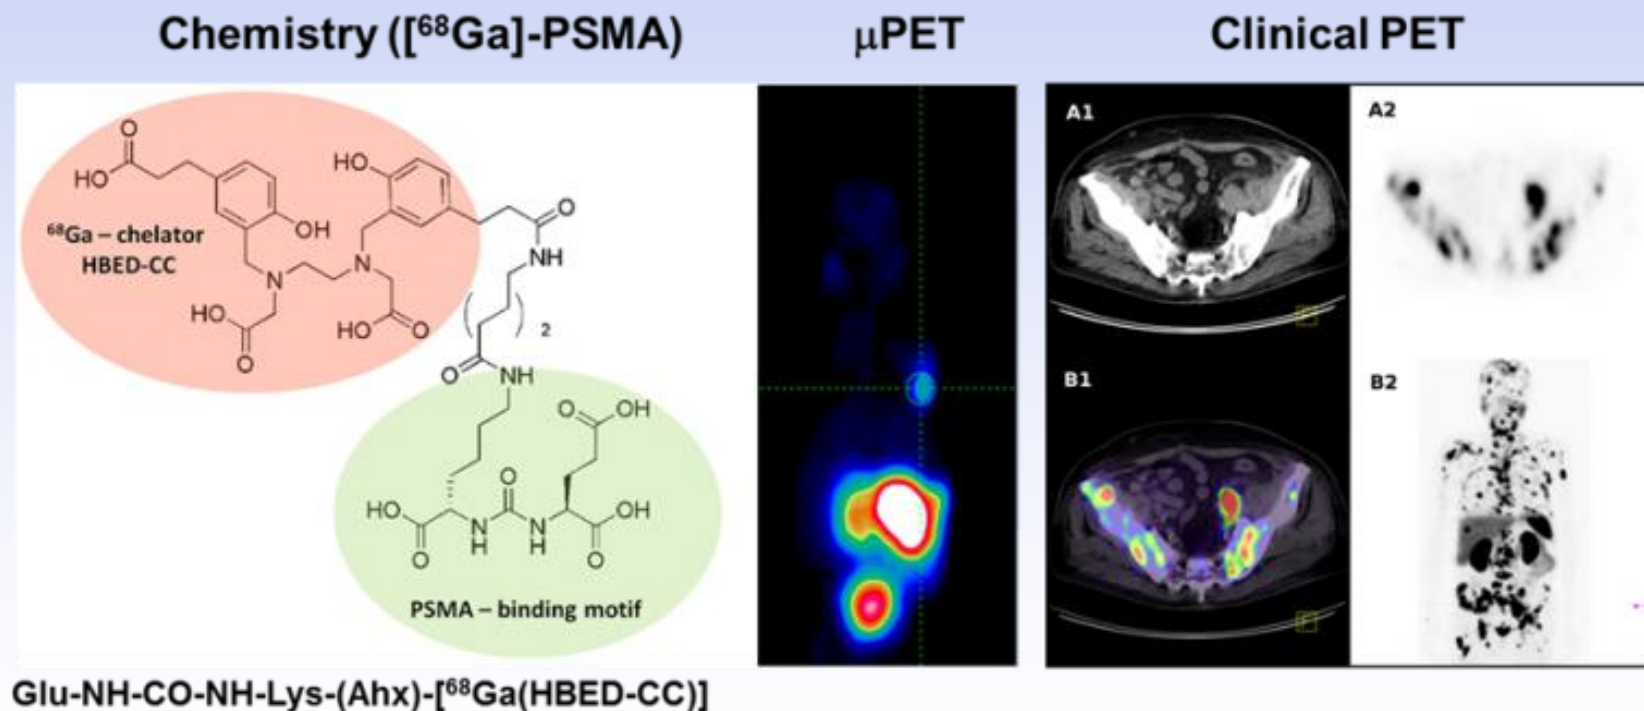 Chemistry ([⁶⁸Ga]-PSMA)
μPET
Clinical PET
O
HO
OH
HO
O
NH
N
N
HO
O
HO
O
2
⁶⁸Ga – chelator
HBED-CC
O
NH
O
OH
HO
O
N
H
O
N
H
OH
O
PSMA – binding motif
A1
A2
B1
B2
Glu-NH-CO-NH-Lys-(Ahx)-[⁶⁸Ga(HBED-CC)]